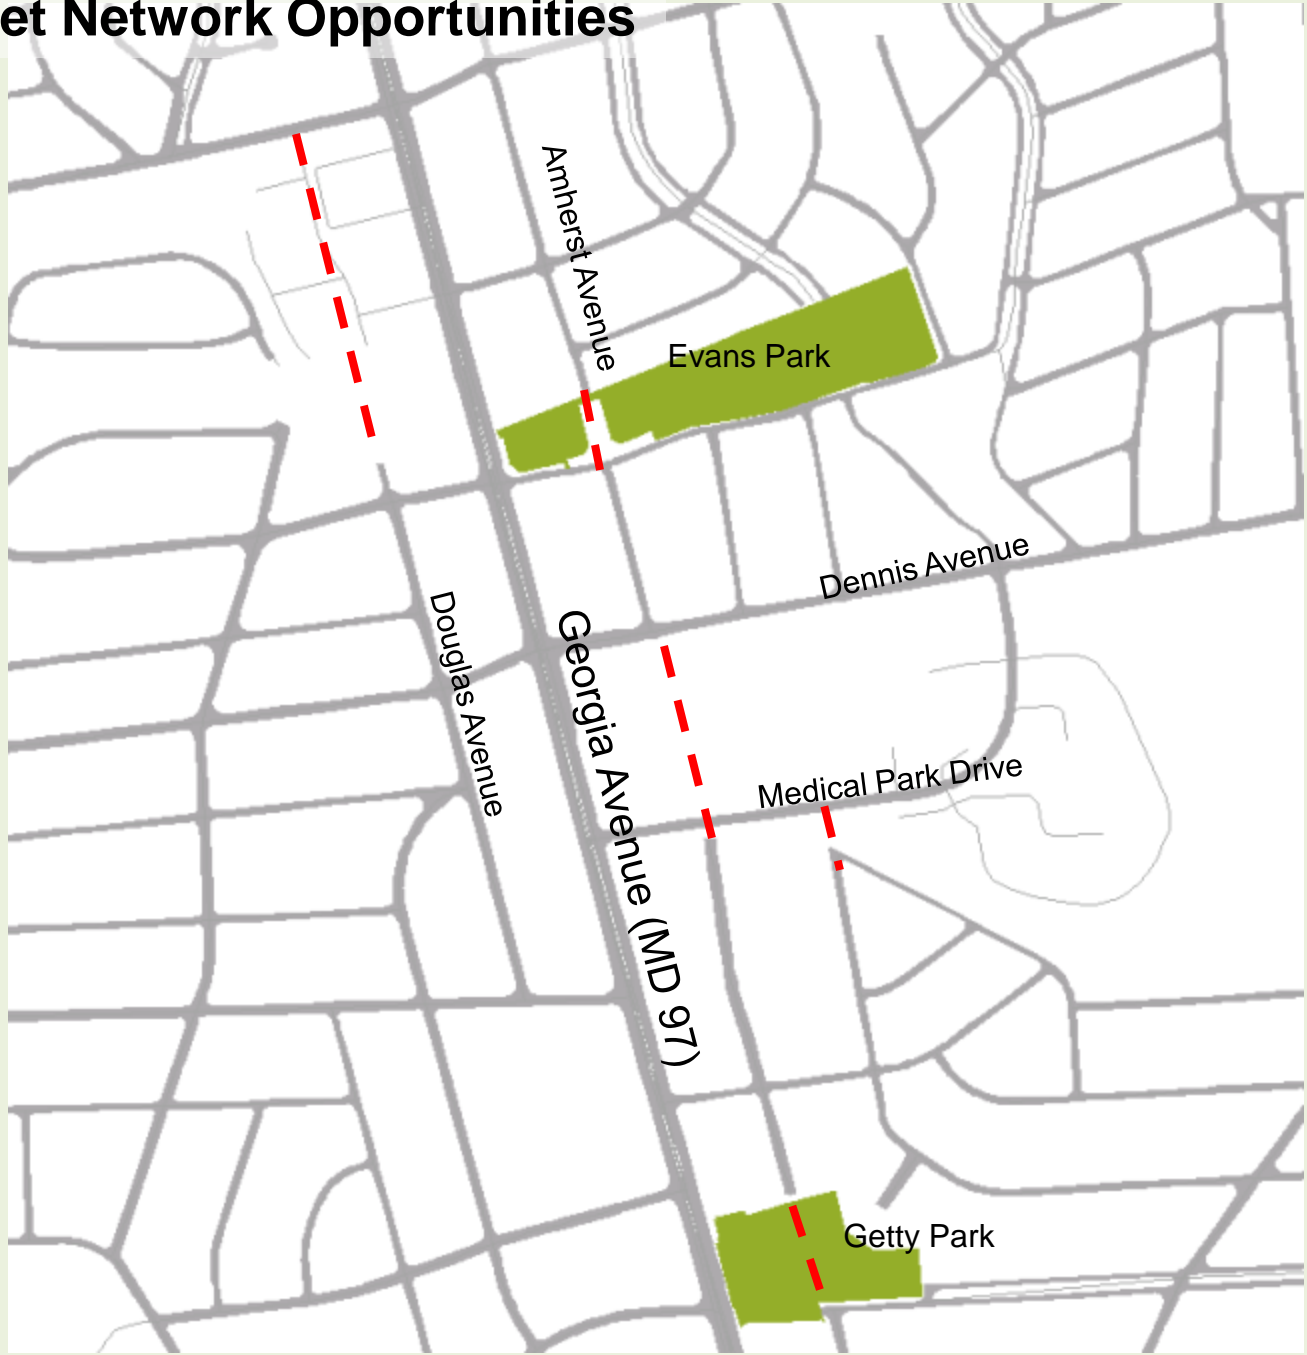 et Network Opportunities
Amherst Avenue
Evans Park
Dennis Avenue
Douglas Avenue
Georgia Avenue (MD 97)
Medical Park Drive
Getty Park